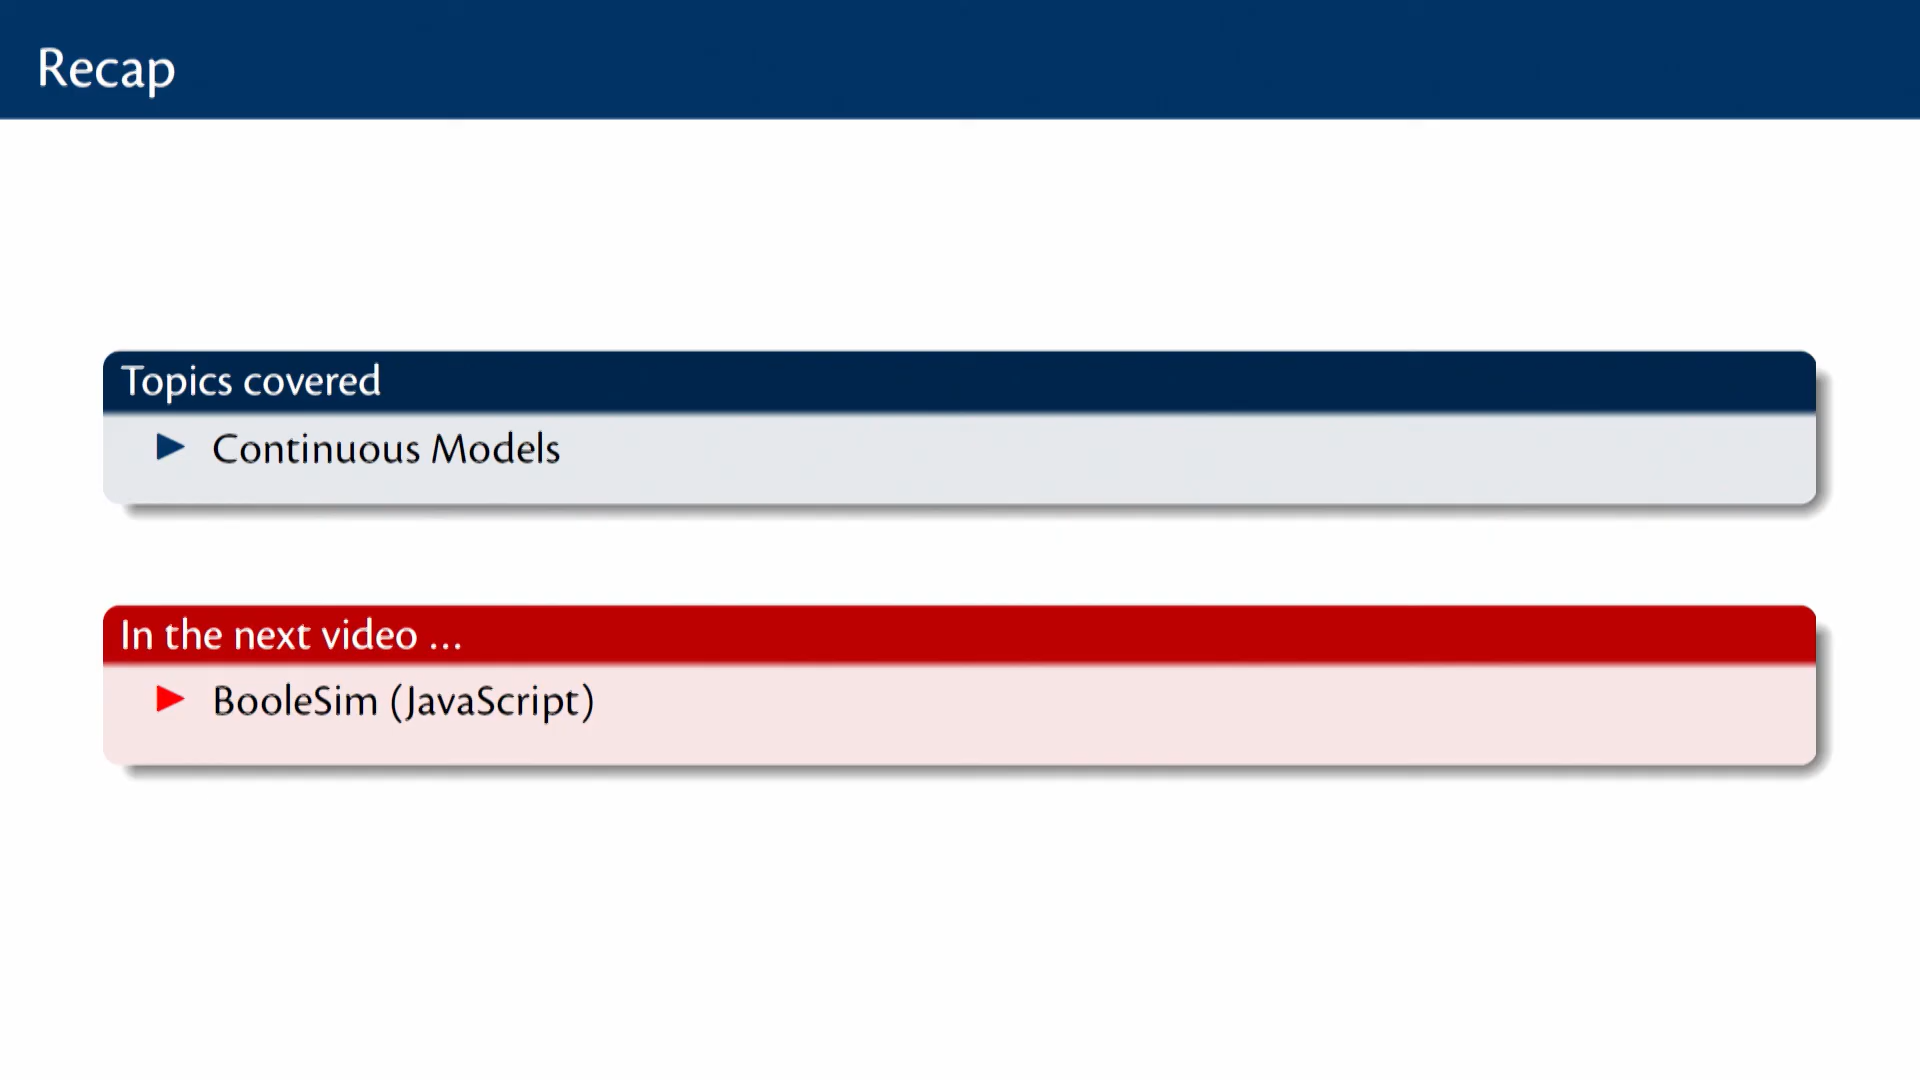 Recap
Topics covered
Continuous Models
In the next video ...
BooleSim (JavaScript)